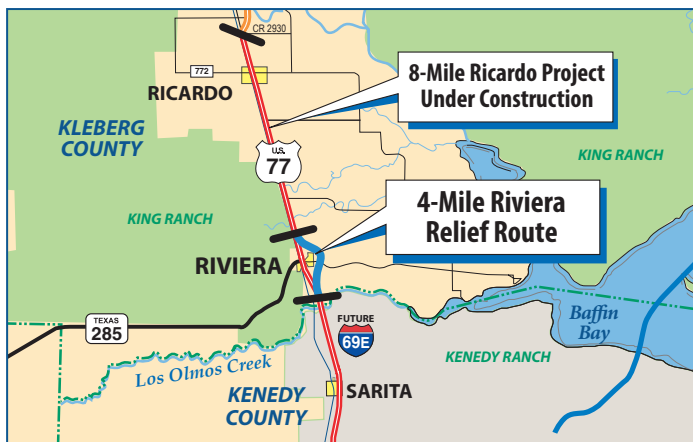 CR 2930
772
RICARDO
8-Mile Ricardo Project
Under Construction
KLEBERG
COUNTY
U.S.
77
KING RANCH
KING RANCH
4-Mile Riviera
Relief Route
RIVIERA
TEXAS
285
FUTURE
69E
Baffin
Bay
KENEDY RANCH
Los Olmos Creek
KENEDY
COUNTY
SARITA